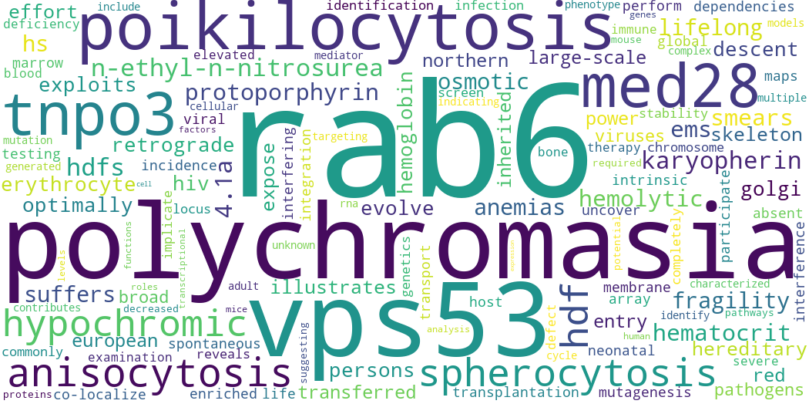 effort
include
identification
infection
phenotype
perform
dependencies
deficiency
poikilocytosis
immune
genes
lifelong
hs
elevated
mediator
mouse
global
models
marrow
n-ethyl-n-nitrosurea
northern
large-scale
complex
descent
blood
exploits
protoporphyrin
osmotic
med28
maps
multiple
cellular
screen
indicating
tnpo3
viral
factors
rab6
power
stability
smears
viruses
ems
skeleton
mutation
testing
generated
retrograde
targeting
hemoglobin
inherited
bone
therapy
chromosome
hdfs
incidence
expose
interfering
integration
required
karyopherin
erythrocyte
cell
hiv
4.1a
intrinsic
golgi
optimally
locus
rna
evolve
anemias
hemolytic
uncover
participate
absent
implicate
polychromasia
functions
transcriptional
unknown
genetics
transport
potential
completely
interference
levels
roles
adult
illustrates
host
membrane
characterized
suffers
broad
vps53
hdf
array
fragility
contributes
decreased
mice
identify
pathways
hypochromic
analysis
defect
entry
human
hematocrit
european
spontaneous
suggesting
cycle
commonly
examination
reveals
neonatal
hereditary
severe
anisocytosis
persons
spherocytosis
red
proteins
co-localize
enriched
life
transferred
transplantation
mutagenesis
pathogens